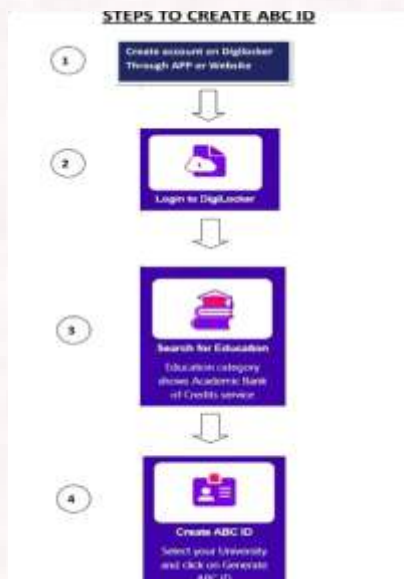 STEPS TO CREATE ABC ID
1
Create account on Digilocker
Through APP or Website
2
Login to DigiLocker
3
Search for Education
Education category
shows Academic Bank
of Credits service
4
Create ABC ID
Select your University
and click on Generate
ABC ID